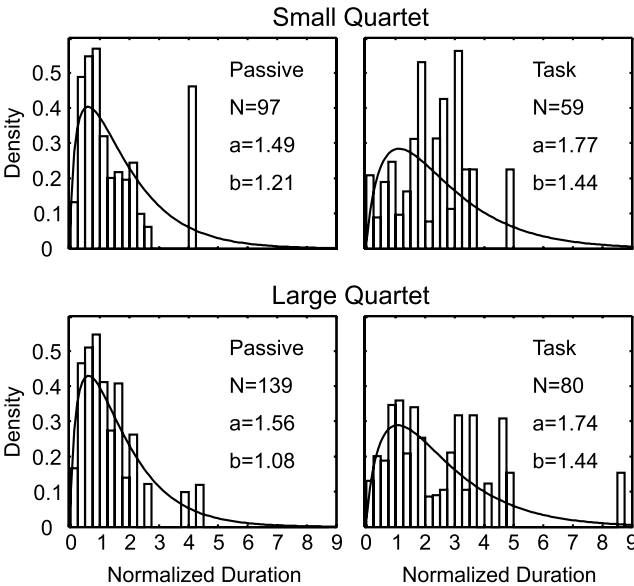 Small Quartet
Density
0.5
0.4
0.3
0.2
0.1
0
Passive
N=97
a=1.49
b=1.21
Task
N=59
a=1.77
b=1.44
Large Quartet
Density
0.5
0.4
0.3
0.2
0.1
0
Passive
N=139
a=1.56
b=1.08
Task
N=80
a=1.74
b=1.44
0 1 2 3 4 5 6 7 8 9
0 1 2 3 4 5 6 7 8 9
Normalized Duration
Normalized Duration